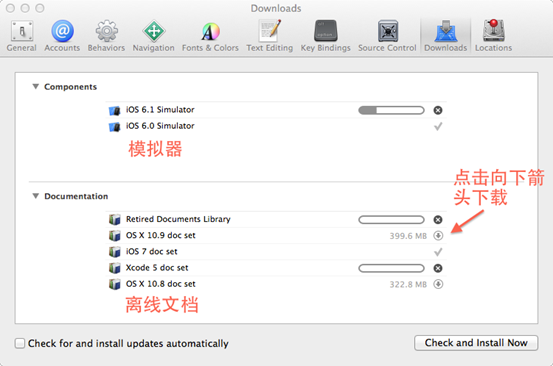 Downloads
General Accounts Behaviors Navigation Fonts & Colors Text Editing Key Bindings Source Control Downloads Locations
Components
iOS 6.1 Simulator
iOS 6.0 Simulator
模拟器
点击向下箭
头下载
Documentation
Retired Documents Library
OS X 10.9 doc set 399.6 MB
iOS 7 doc set
Xcode 5 doc set
OS X 10.8 doc set 322.8 MB
离线文档
Check for and install updates automatically Check and Install Now